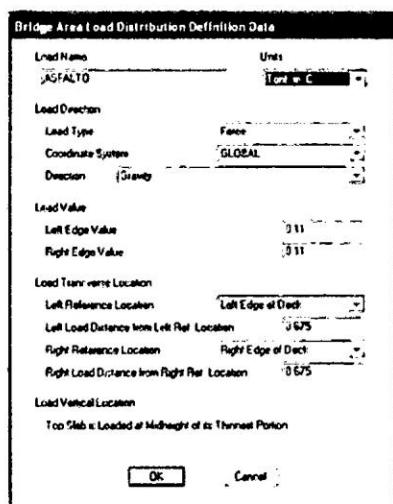 Bridge Area Load Distribution Definition Data
Load Name Units
ASFALTO Tonf, m, C
Load Direction
Load Type Force
Coordinate System GLOBAL
Direction Gravity
Load Value
Left Edge Value 0.11
Right Edge Value 0.11
Load Transverse Location
Left Reference Location Left Edge of Deck
Left Load Distance from Left Ref. Location 0.675
Right Reference Location Right Edge of Deck
Right Load Distance from Right Ref. Location 0.675
Load Vertical Location
Top Slab is Loaded at Midheight of its Thinnest Portion
OK Cancel